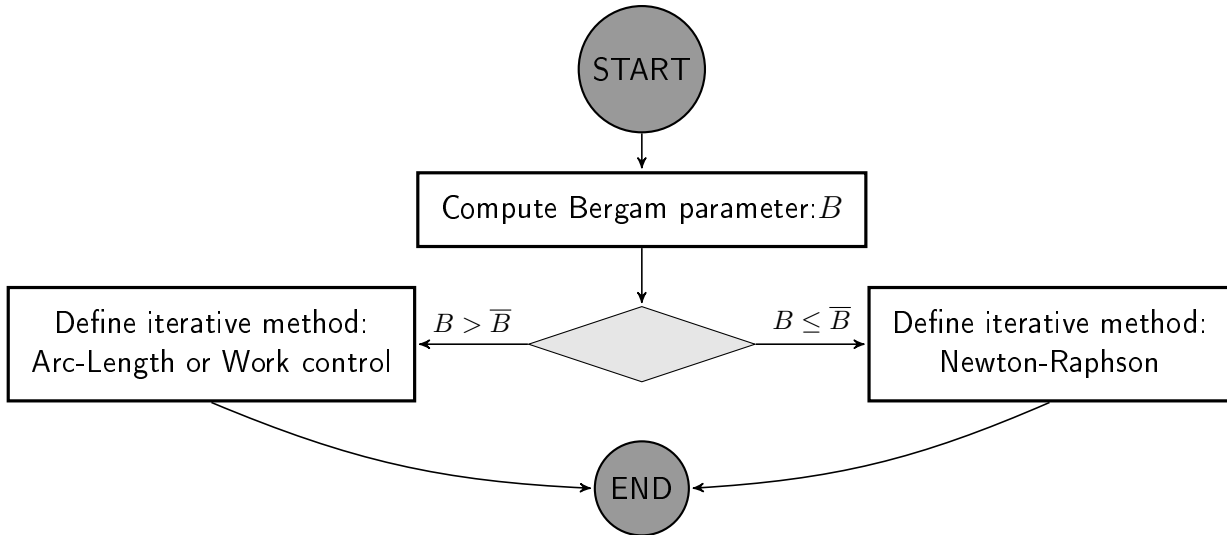 START
Compute Bergam parameter:B
Define iterative method:
Arc-Length or Work control
B > B̅
B ≤ B̅
Define iterative method:
Newton-Raphson
END